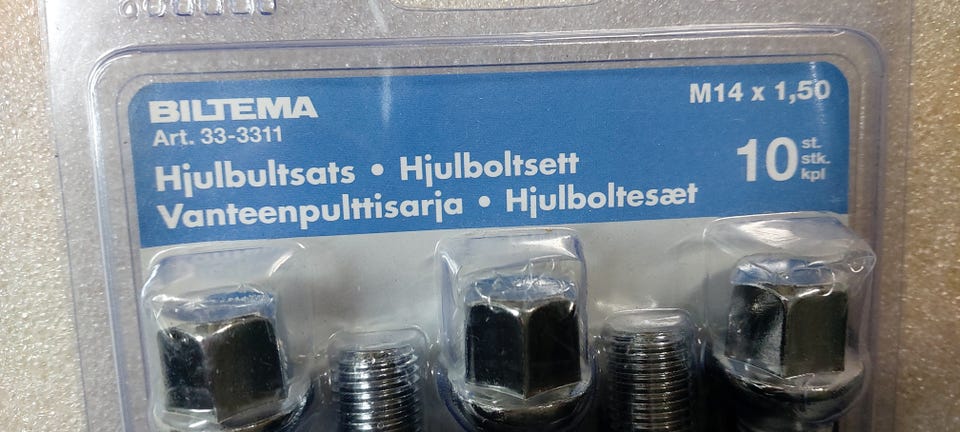 BILTEMA
Art. 33-3311
M14 x 1,50
10 st.
stk.
kpl
Hjulbultsats • Hjulboltsett
Vanteenpulttisarja • Hjulboltesæt